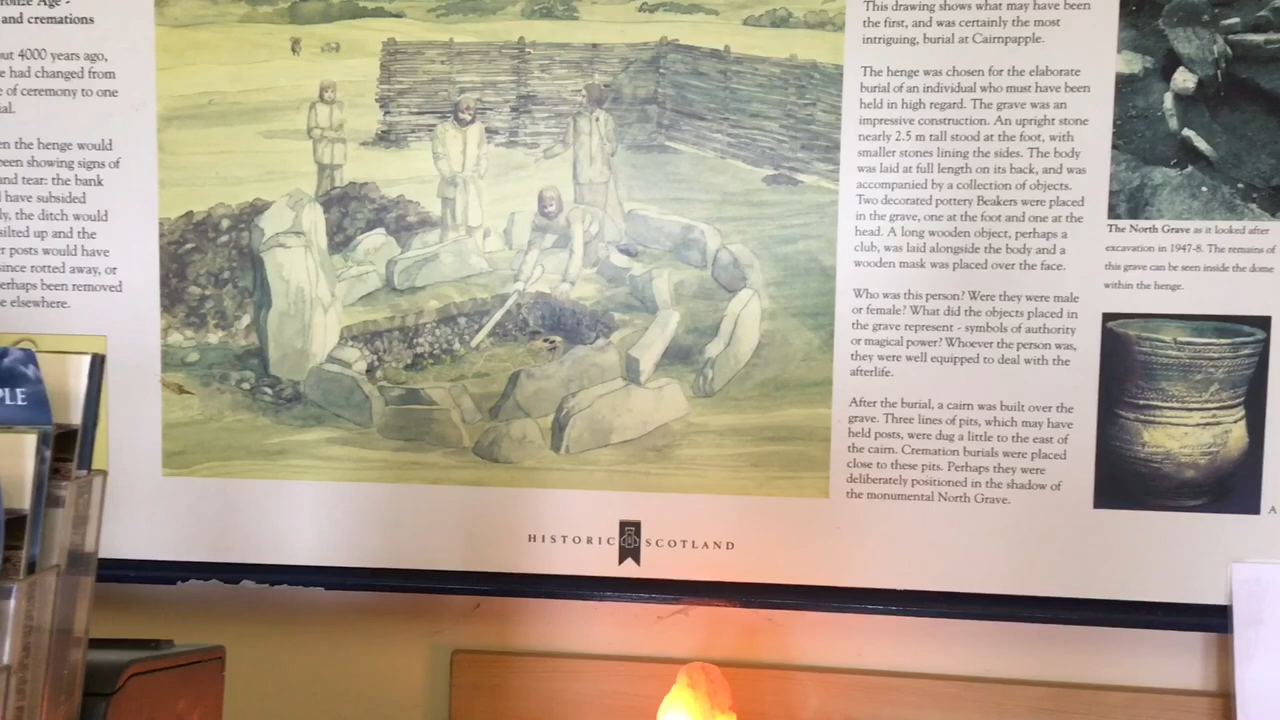 Bronze Age -
and cremations
out 4000 years ago,
e had changed from
e of ceremony to one
ial.
en the henge would
been showing signs of
and tear: the bank
have subsided
ly, the ditch would
silted up and the
er posts would have
since rotted away, or
perhaps been removed
e elsewhere.
PLE
This drawing shows what may have been
the first, and was certainly the most
intriguing, burial at Cairnpapple.
The henge was chosen for the elaborate
burial of an individual who must have been
held in high regard. The grave was an
impressive construction. An upright stone
nearly 2.5 m tall stood at the foot, with
smaller stones lining the sides. The body
was laid at full length on its back, and was
accompanied by a collection of objects.
Two decorated pottery Beakers were placed
in the grave, one at the foot and one at the
head. A long wooden object, perhaps a
club, was laid alongside the body and a
wooden mask was placed over the face.
Who was this person? Were they were male
or female? What did the objects placed in
the grave represent - symbols of authority
or magical power? Whoever the person was,
they were well equipped to deal with the
afterlife.
After the burial, a cairn was built over the
grave. Three lines of pits, which may have
held posts, were dug a little to the east of
the cairn. Cremation burials were placed
close to these pits. Perhaps they were
deliberately positioned in the shadow of
the monumental North Grave.
The North Grave as it looked after
excavation in 1947-8. The remains of
this grave can be seen inside the dome
within the henge.
A
HISTORIC SCOTLAND